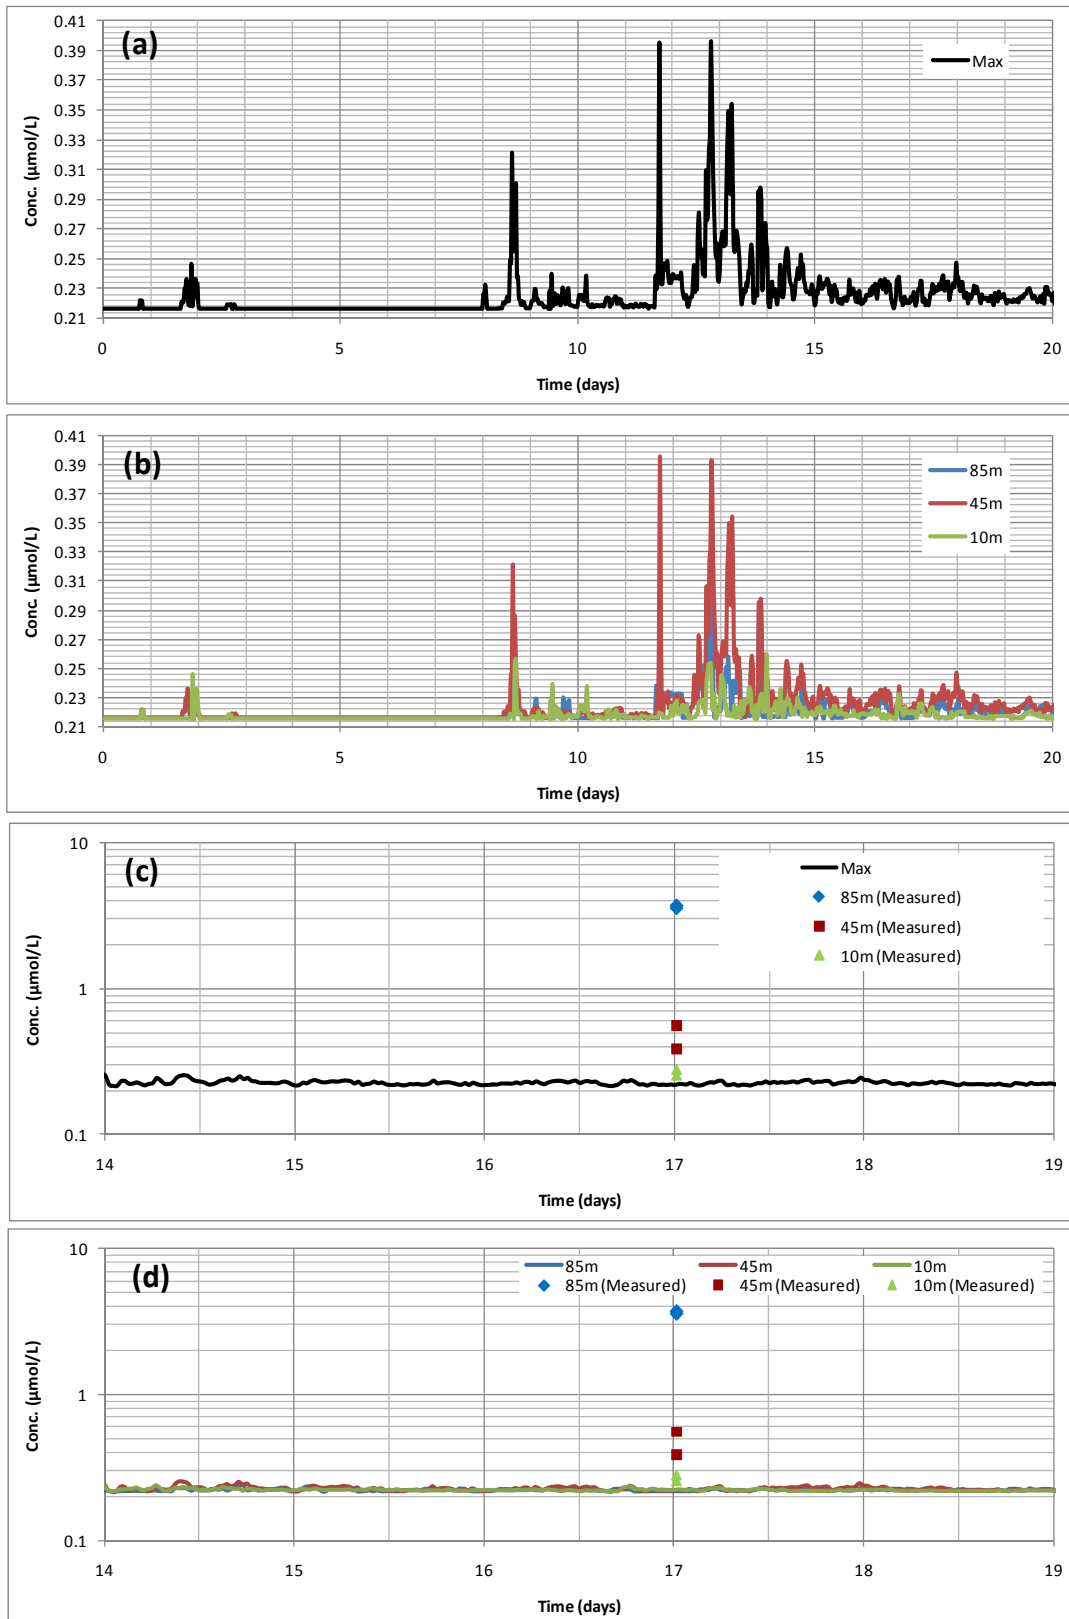 (a)
Max
0.41
0.39
0.37
0.35
0.33
0.31
0.29
0.27
0.25
0.23
0.21
Conc. (µmol/L)
0 5 10 15 20
Time (days)
(b)
85m
45m
10m
0.41
0.39
0.37
0.35
0.33
0.31
0.29
0.27
0.25
0.23
0.21
Conc. (µmol/L)
0 5 10 15 20
Time (days)
(c)
Max
85m (Measured)
45m (Measured)
10m (Measured)
10
1
0.1
Conc. (µmol/L)
14 15 16 17 18 19
Time (days)
(d)
85m 45m 10m
85m (Measured) 45m (Measured) 10m (Measured)
10
1
0.1
Conc. (µmol/L)
14 15 16 17 18 19
Time (days)